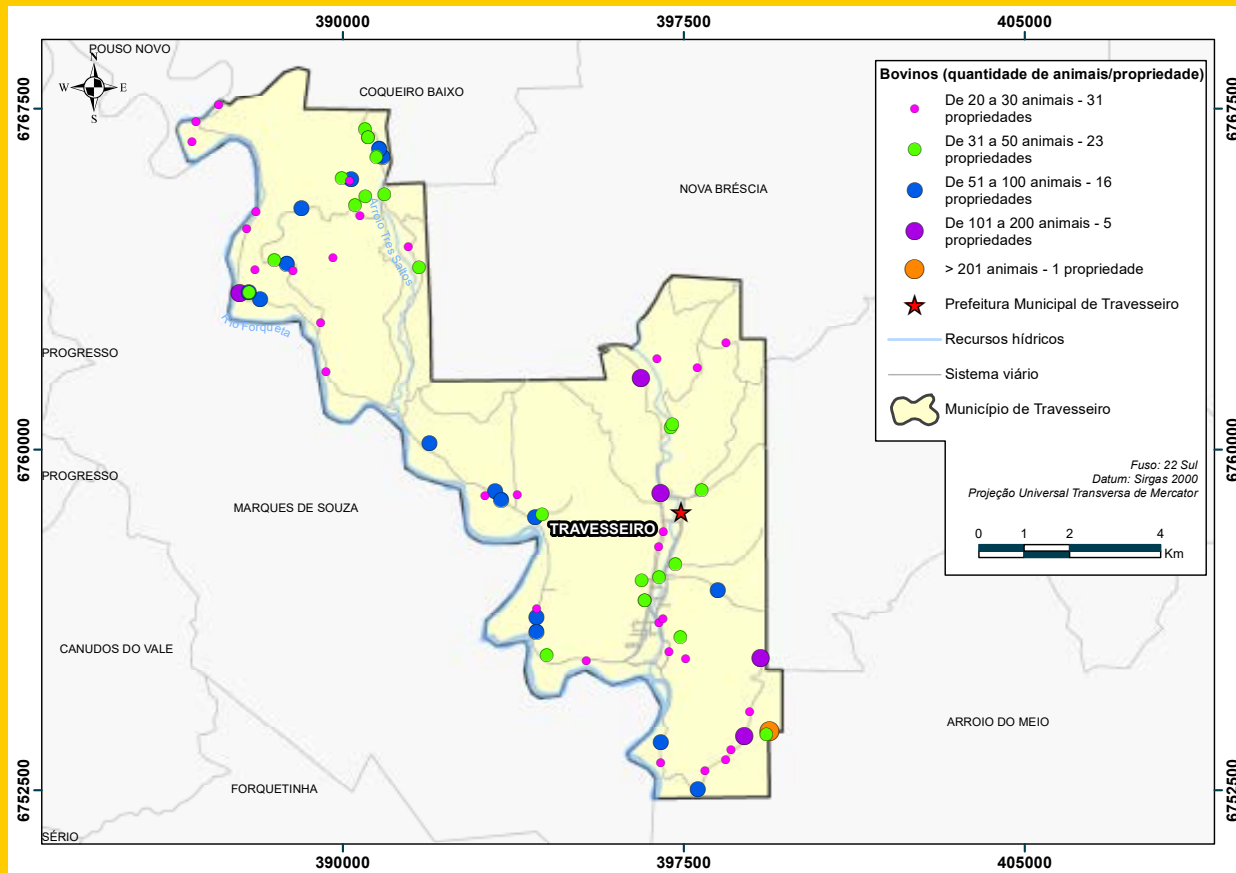 390000
397500
405000
POUSO NOVO
N
W
E
S
COQUEIRO BAIXO
6767500
6767500
Bovinos (quantidade de animais/propriedade)
De 20 a 30 animais - 31
propriedades
De 31 a 50 animais - 23
propriedades
De 51 a 100 animais - 16
propriedades
De 101 a 200 animais - 5
propriedades
> 201 animais - 1 propriedade
Prefeitura Municipal de Travesseiro
Recursos hídricos
Sistema viário
Município de Travesseiro
NOVA BRÉSCIA
Arroio Tres Saltos
Rio Forqueta
PROGRESSO
6760000
6760000
Fuso: 22 Sul
Datum: Sirgas 2000
Projeção Universal Transversa de Mercator
0 1 2 4
Km
PROGRESSO
MARQUES DE SOUZA
TRAVESSEIRO
CANUDOS DO VALE
ARROIO DO MEIO
FORQUETINHA
6752500
6752500
SÉRIO
390000
397500
405000